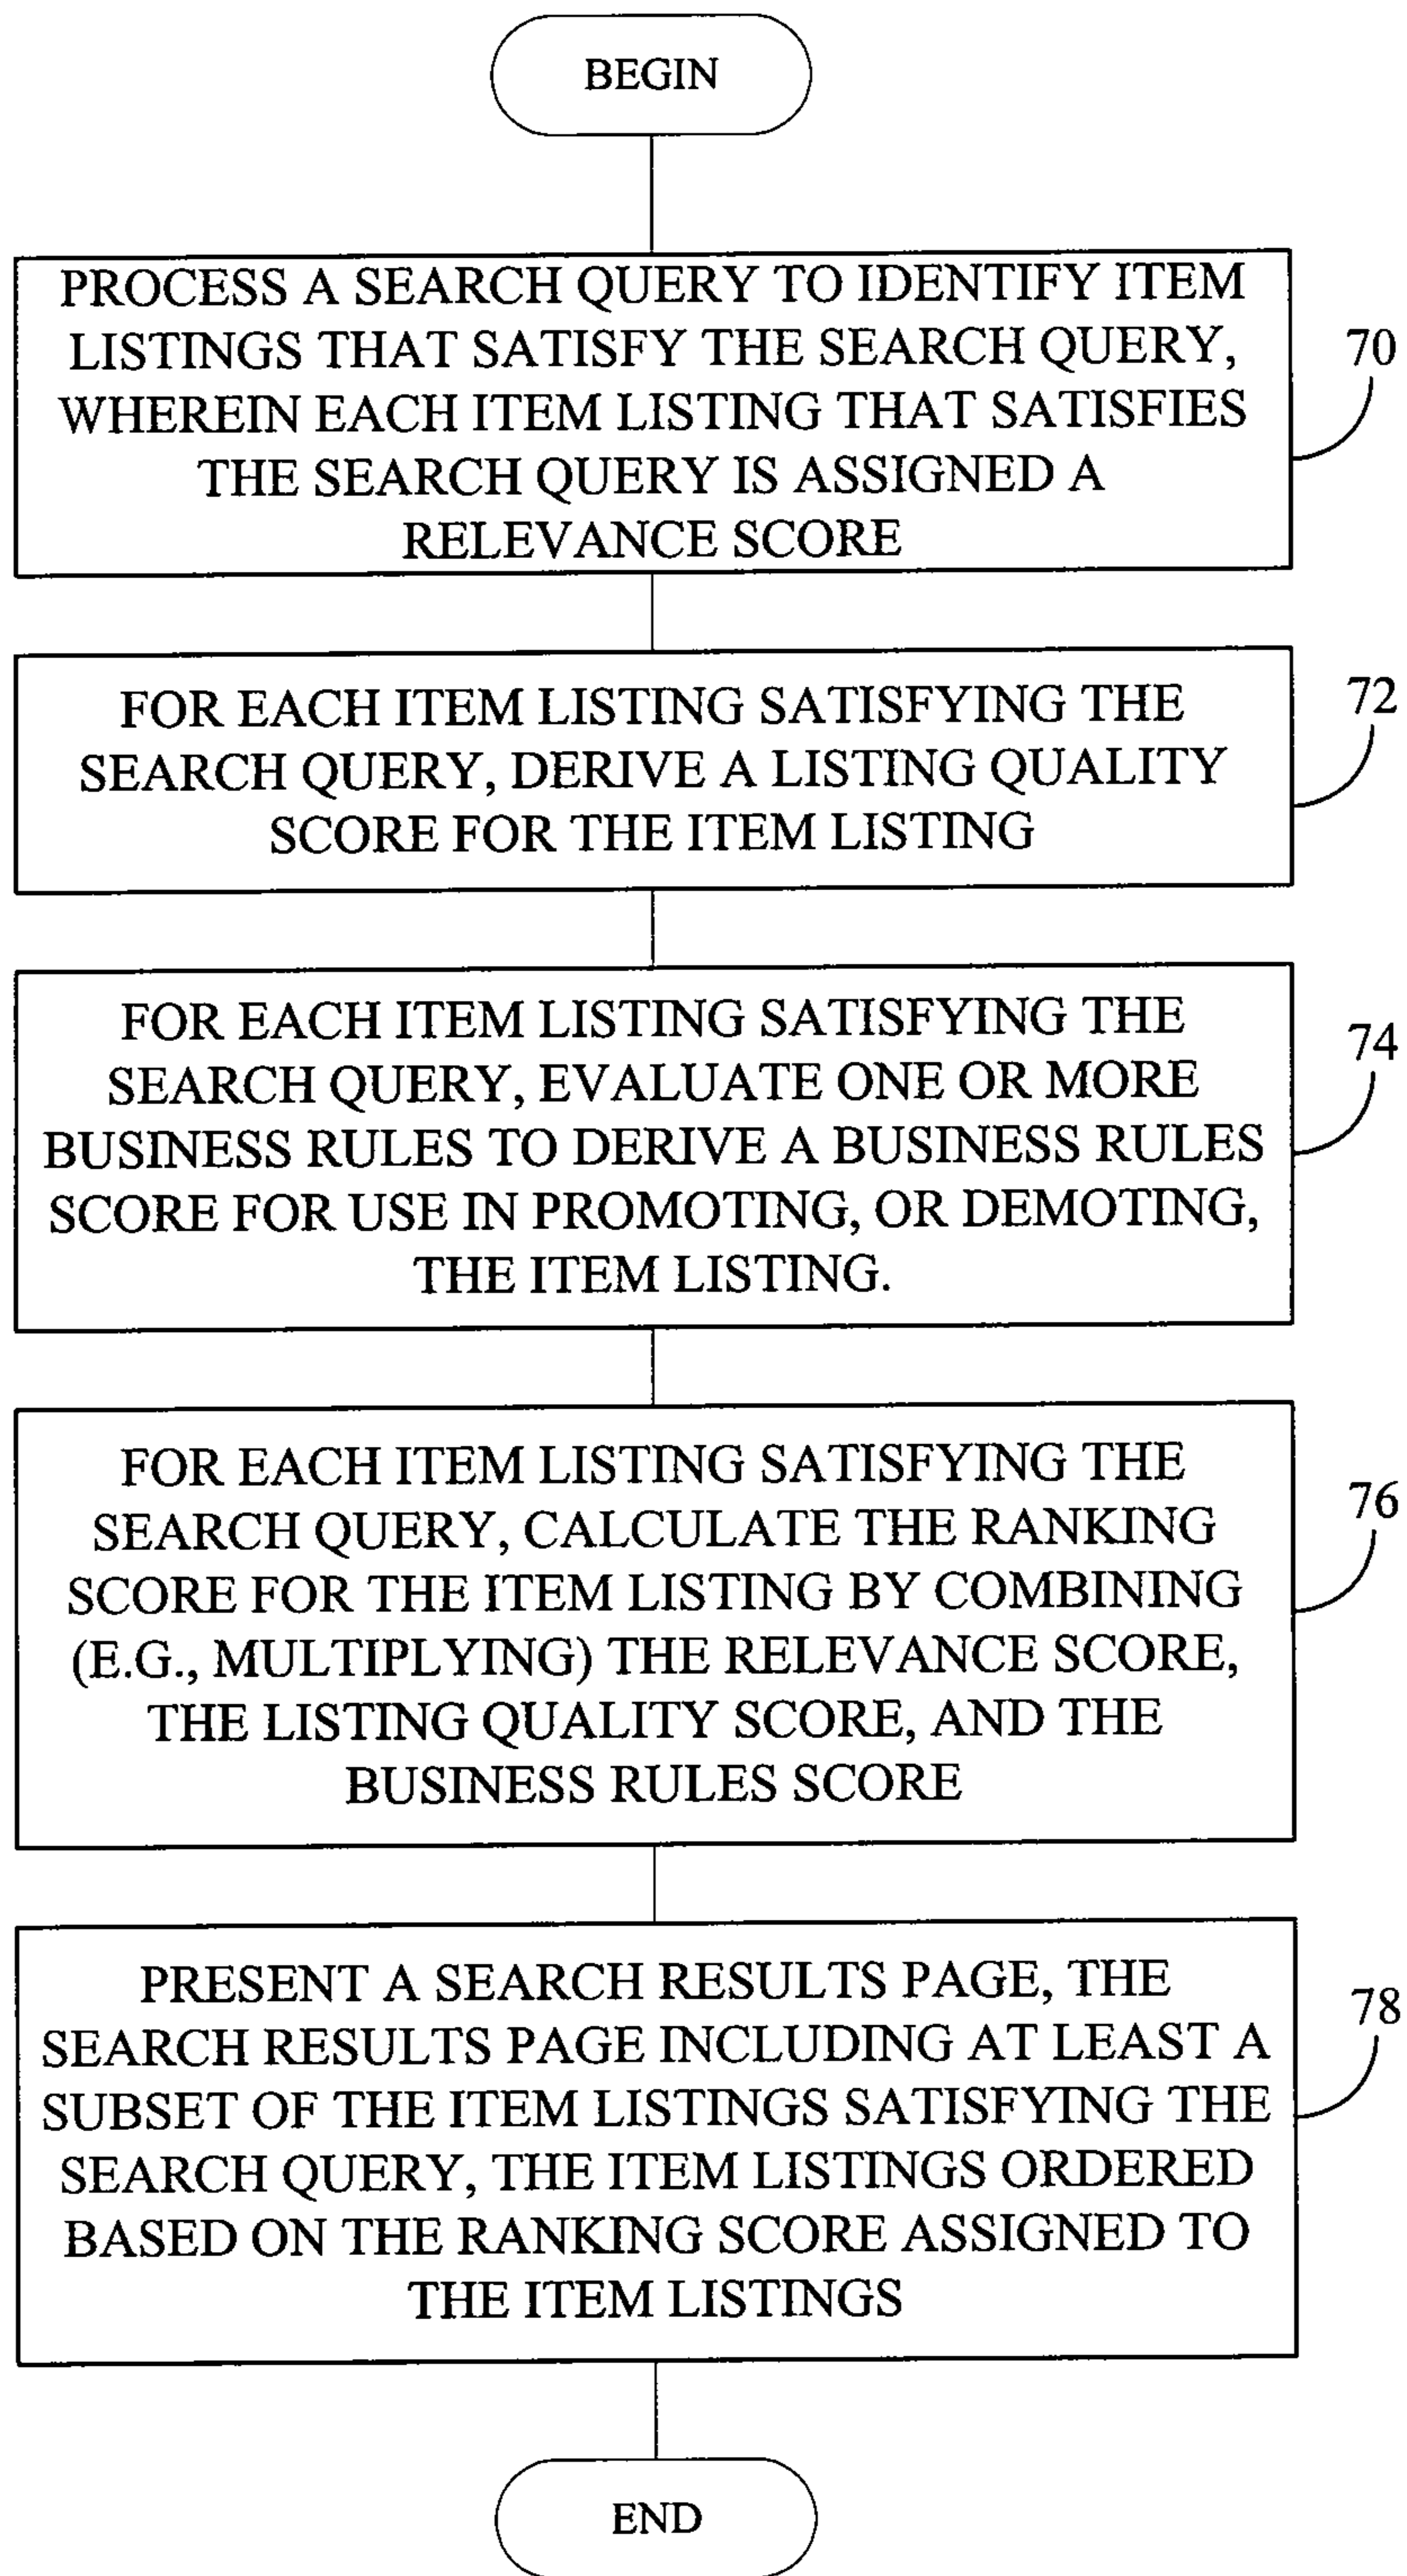 BEGIN
PROCESS A SEARCH QUERY TO IDENTIFY ITEM
LISTINGS THAT SATISFY THE SEARCH QUERY,
WHEREIN EACH ITEM LISTING THAT SATISFIES
THE SEARCH QUERY IS ASSIGNED A
RELEVANCE SCORE
70
FOR EACH ITEM LISTING SATISFYING THE
SEARCH QUERY, DERIVE A LISTING QUALITY
SCORE FOR THE ITEM LISTING
72
FOR EACH ITEM LISTING SATISFYING THE
SEARCH QUERY, EVALUATE ONE OR MORE
BUSINESS RULES TO DERIVE A BUSINESS RULES
SCORE FOR USE IN PROMOTING, OR DEMOTING,
THE ITEM LISTING.
74
FOR EACH ITEM LISTING SATISFYING THE
SEARCH QUERY, CALCULATE THE RANKING
SCORE FOR THE ITEM LISTING BY COMBINING
(E.G., MULTIPLYING) THE RELEVANCE SCORE,
THE LISTING QUALITY SCORE, AND THE
BUSINESS RULES SCORE
76
PRESENT A SEARCH RESULTS PAGE, THE
SEARCH RESULTS PAGE INCLUDING AT LEAST A
SUBSET OF THE ITEM LISTINGS SATISFYING THE
SEARCH QUERY, THE ITEM LISTINGS ORDERED
BASED ON THE RANKING SCORE ASSIGNED TO
THE ITEM LISTINGS
78
END